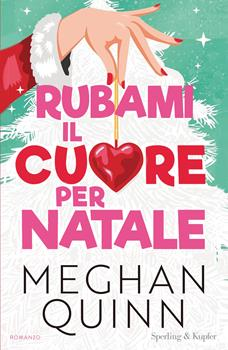 RUBAMI
IL
CUORE
PER
NATALE
MEGHAN
QUINN
ROMANZO
Sperling & Kupfer